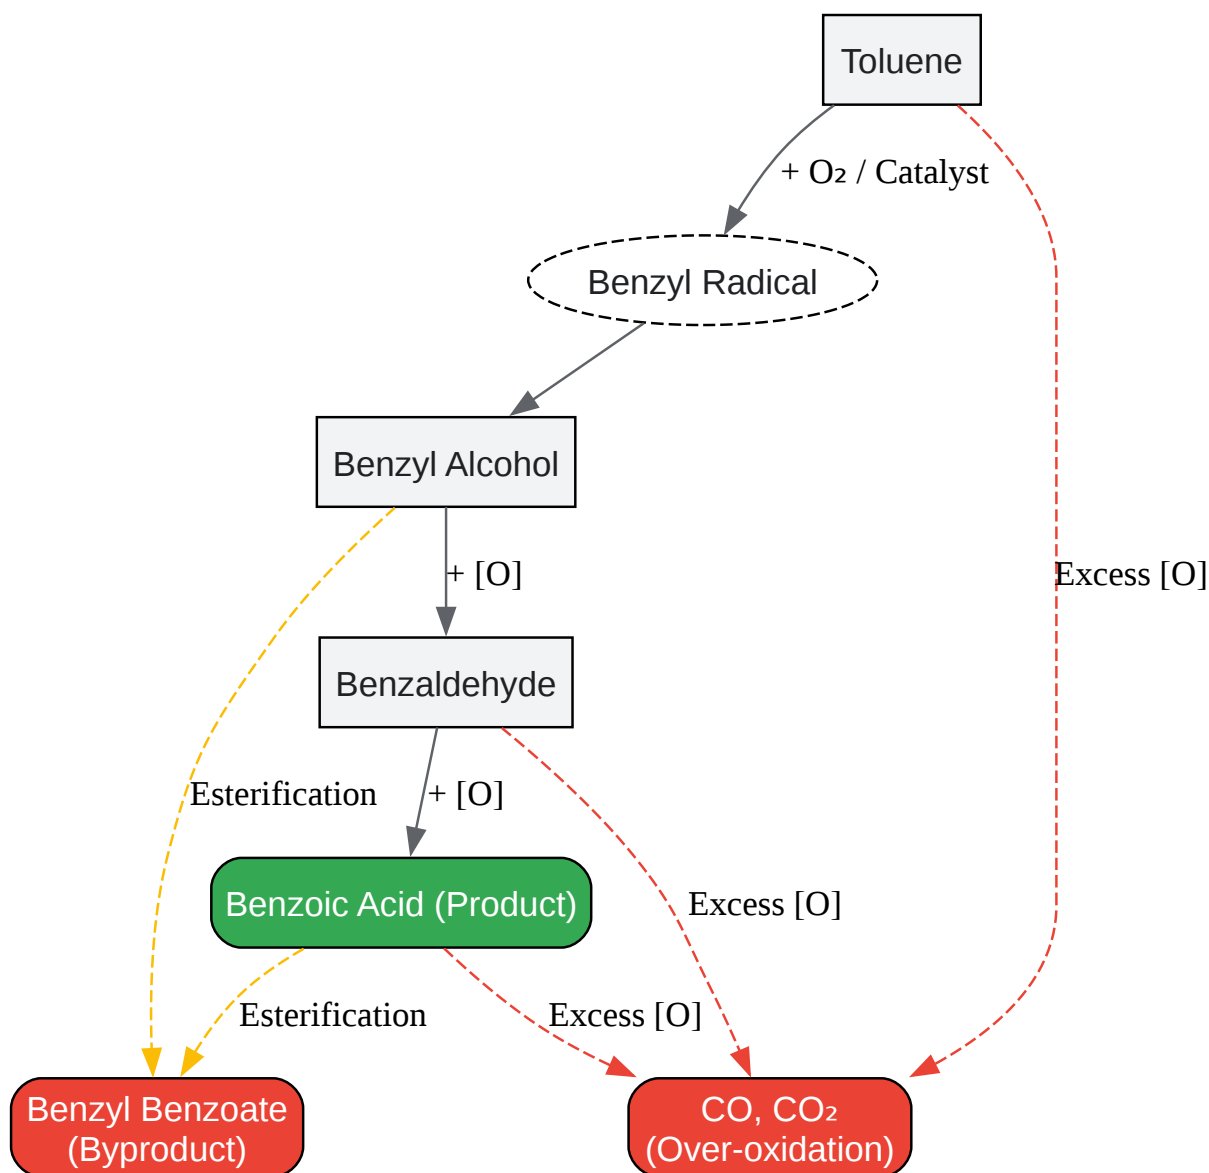 Toluene
+ O₂ / Catalyst
Benzyl Radical
Benzyl Alcohol
+ [O]
Excess [O]
Benzaldehyde
Esterification
+ [O]
Benzoic Acid (Product)
Excess [O]
Esterification
Excess [O]
Benzyl Benzoate
(Byproduct)
CO, CO₂
(Over-oxidation)